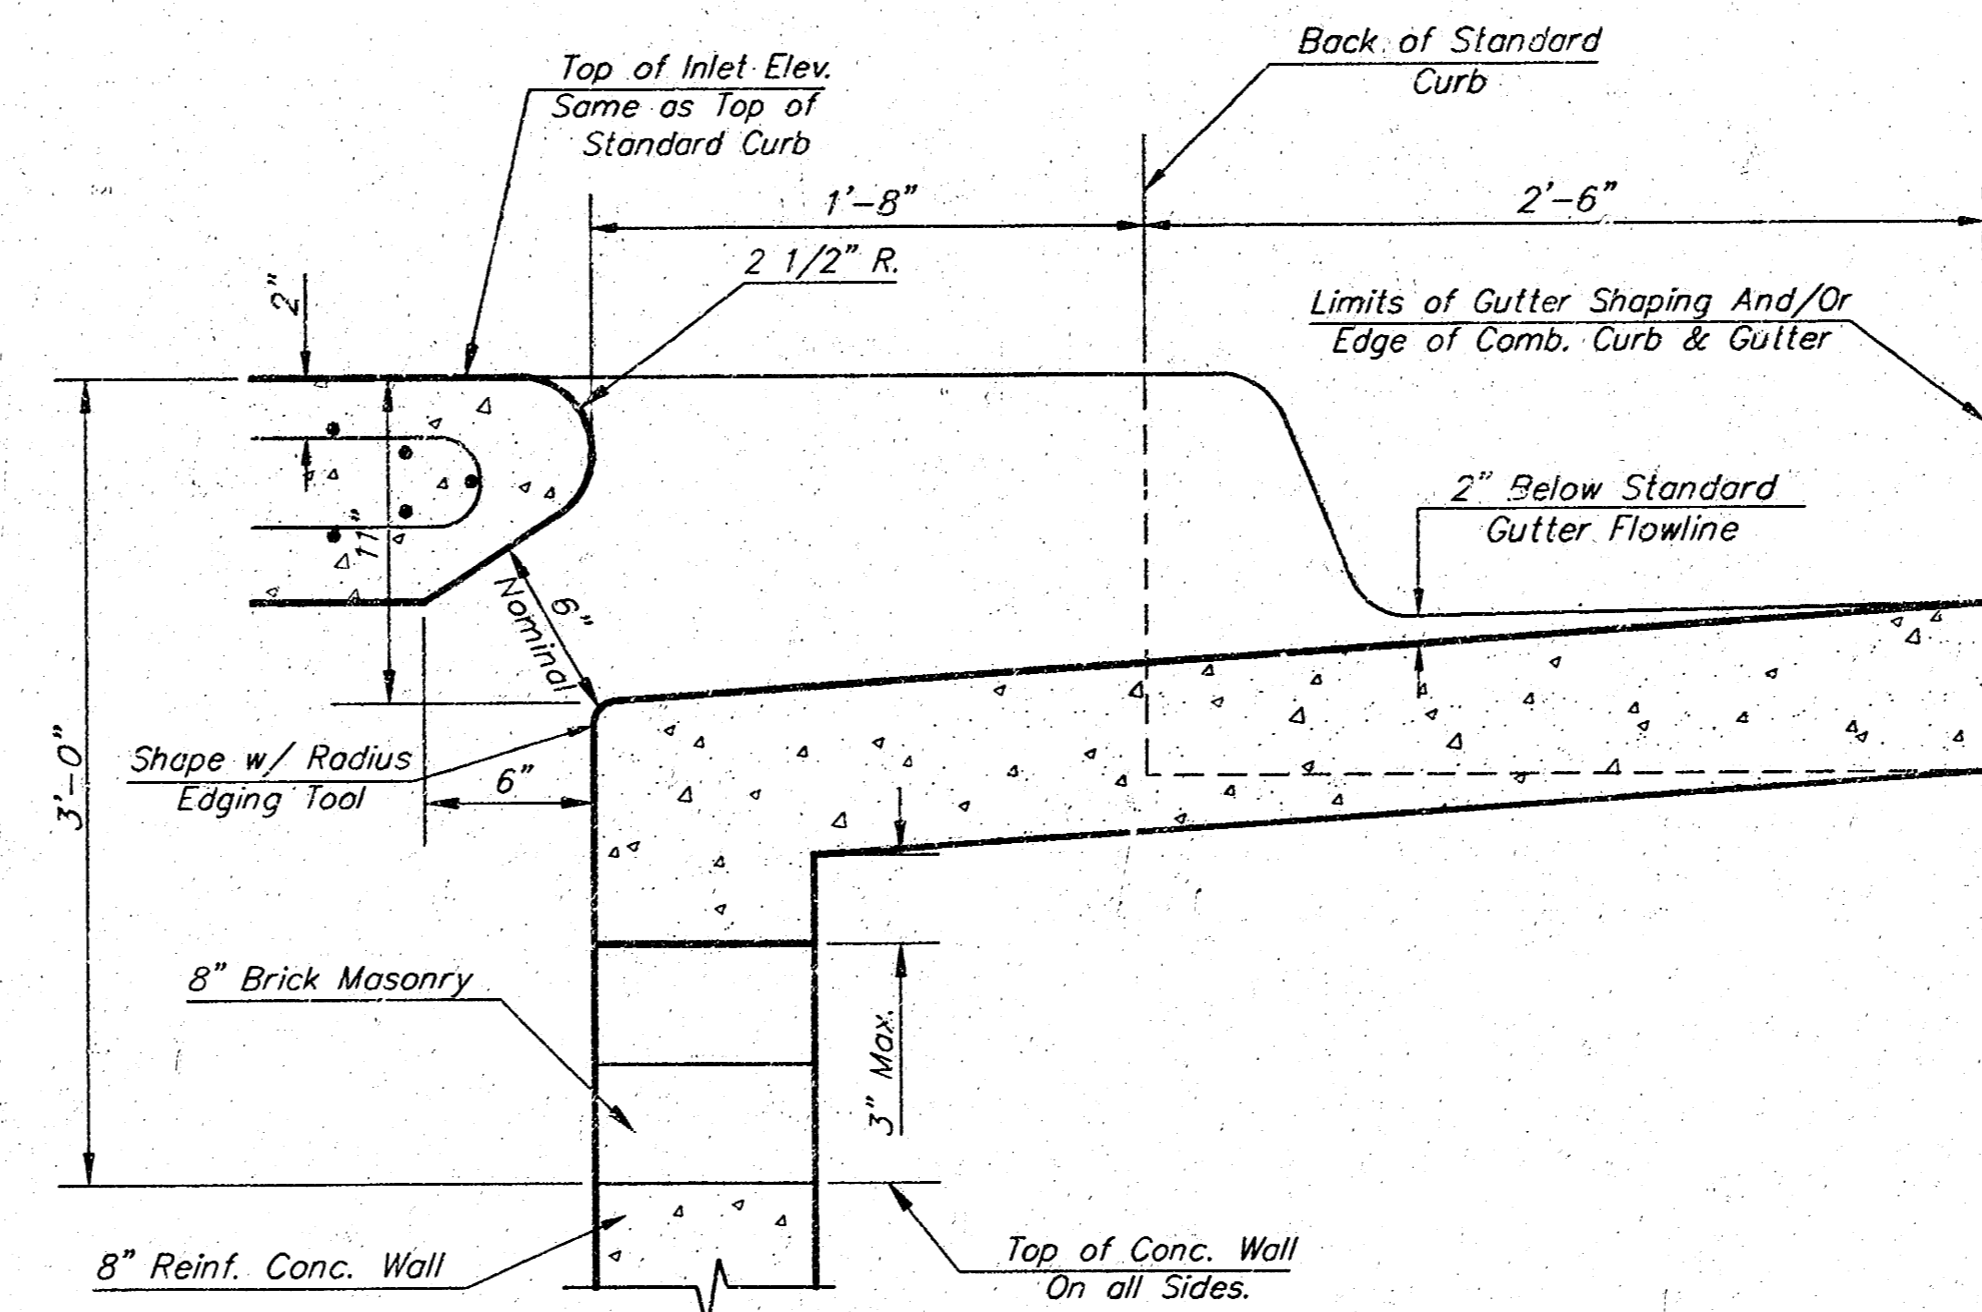 Back of Standard
Curb
Top of Inlet Elev.
Same as Top of
Standard Curb
1'-8"
2'-6"
2 1/2" R.
2"
Limits of Gutter Shaping And/Or
Edge of Comb. Curb & Gutter
2" Below Standard
Gutter Flowline
11"
6"
Nominal
3'-0"
Shape w/ Radius
Edging Tool
6"
8" Brick Masonry
3" Max.
8" Reinf. Conc. Wall
Top of Conc. Wall
On all Sides.